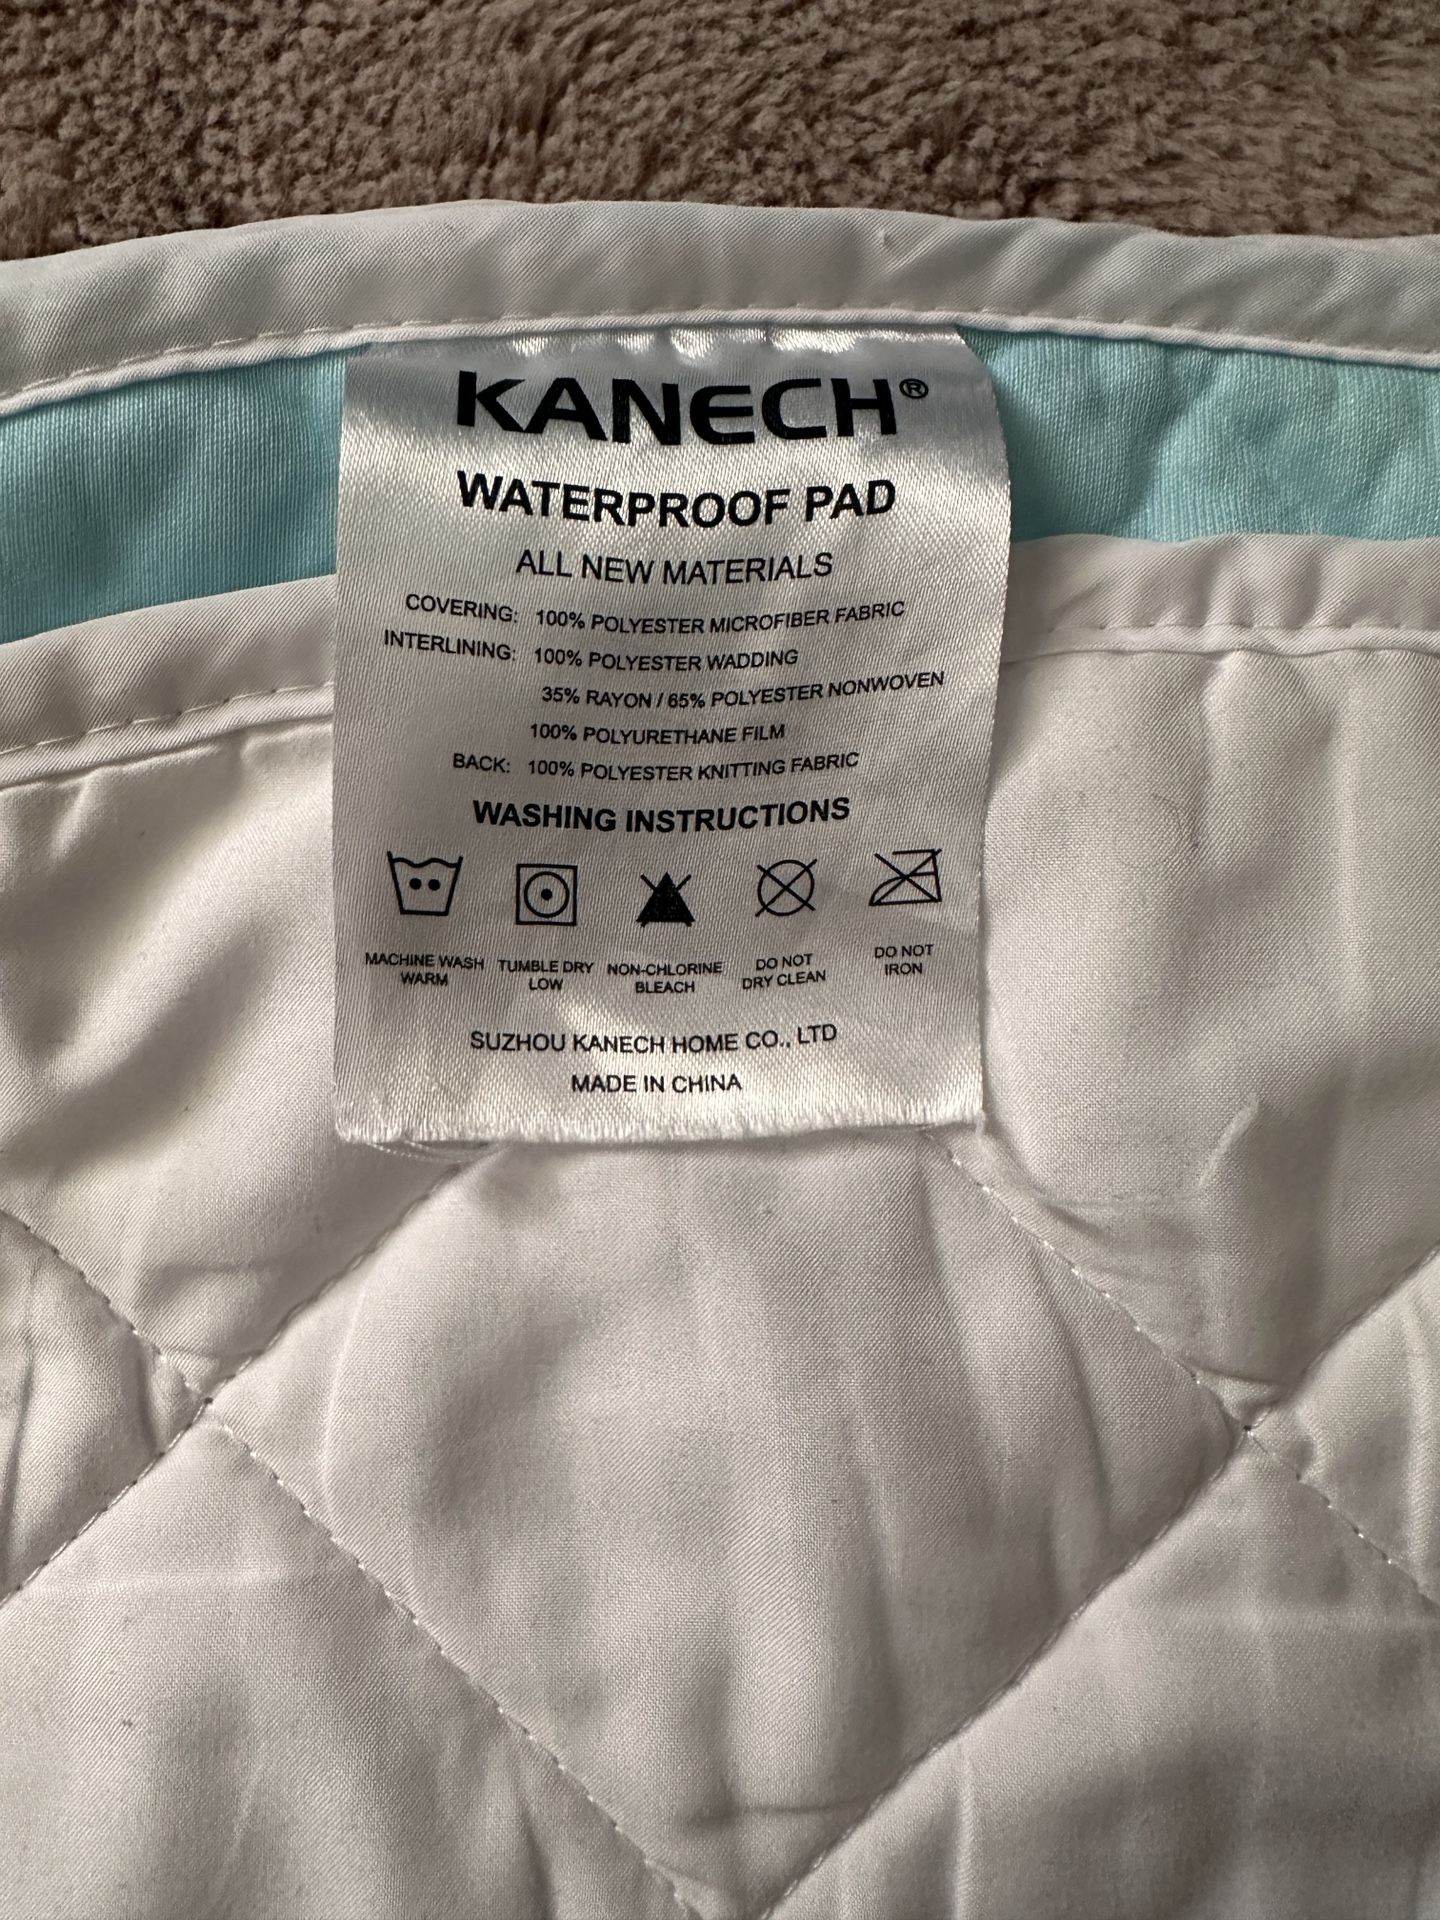 KANECH®
WATERPROOF PAD
ALL NEW MATERIALS
COVERING: 100% POLYESTER MICROFIBER FABRIC
INTERLINING: 100% POLYESTER WADDING
35% RAYON / 65% POLYESTER NONWOVEN
100% POLYURETHANE FILM
BACK: 100% POLYESTER KNITTING FABRIC
WASHING INSTRUCTIONS
MACHINE WASH
WARM
TUMBLE DRY
LOW
NON-CHLORINE
BLEACH
DO NOT
DRY CLEAN
DO NOT
IRON
SUZHOU KANECH HOME CO., LTD
MADE IN CHINA